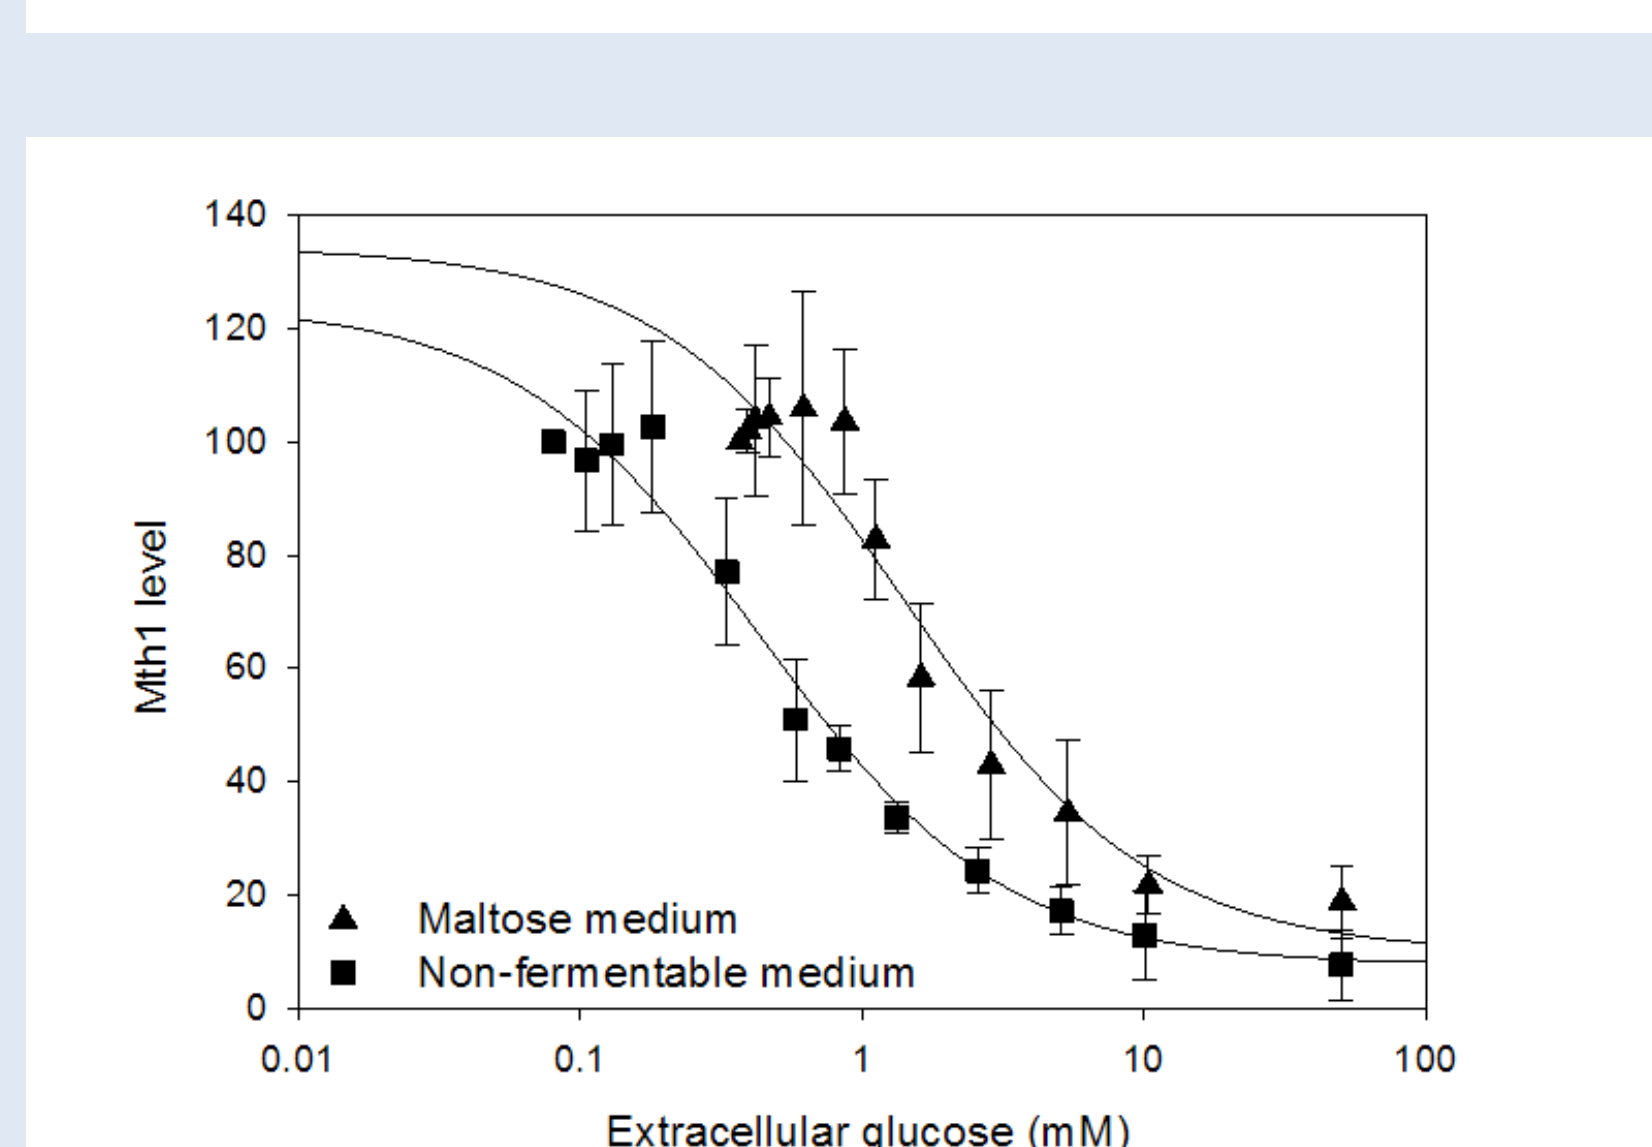 140
120
100
80
60
40
20
0
Mth1 level
Maltose medium
Non-fermentable medium
0.01 0.1 1 10 100
Extracellular glucose (mM)